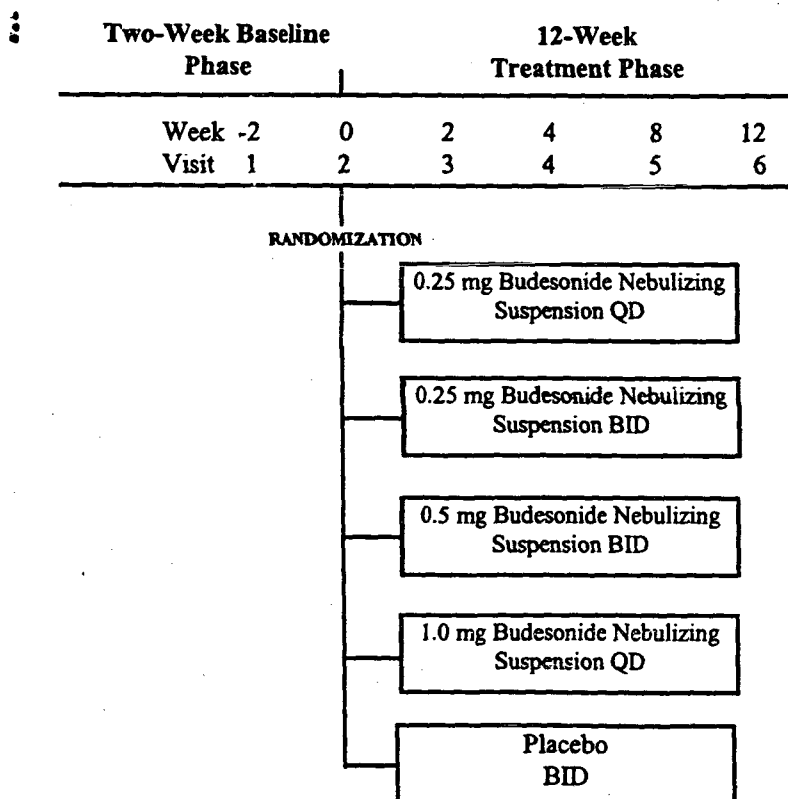 Two-Week Baseline Phase
12-Week Treatment Phase
Week -2 0 2 4 8 12
Visit 1 2 3 4 5 6
RANDOMIZATION
0.25 mg Budesonide Nebulizing
Suspension QD
0.25 mg Budesonide Nebulizing
Suspension BID
0.5 mg Budesonide Nebulizing
Suspension BID
1.0 mg Budesonide Nebulizing
Suspension QD
Placebo
BID